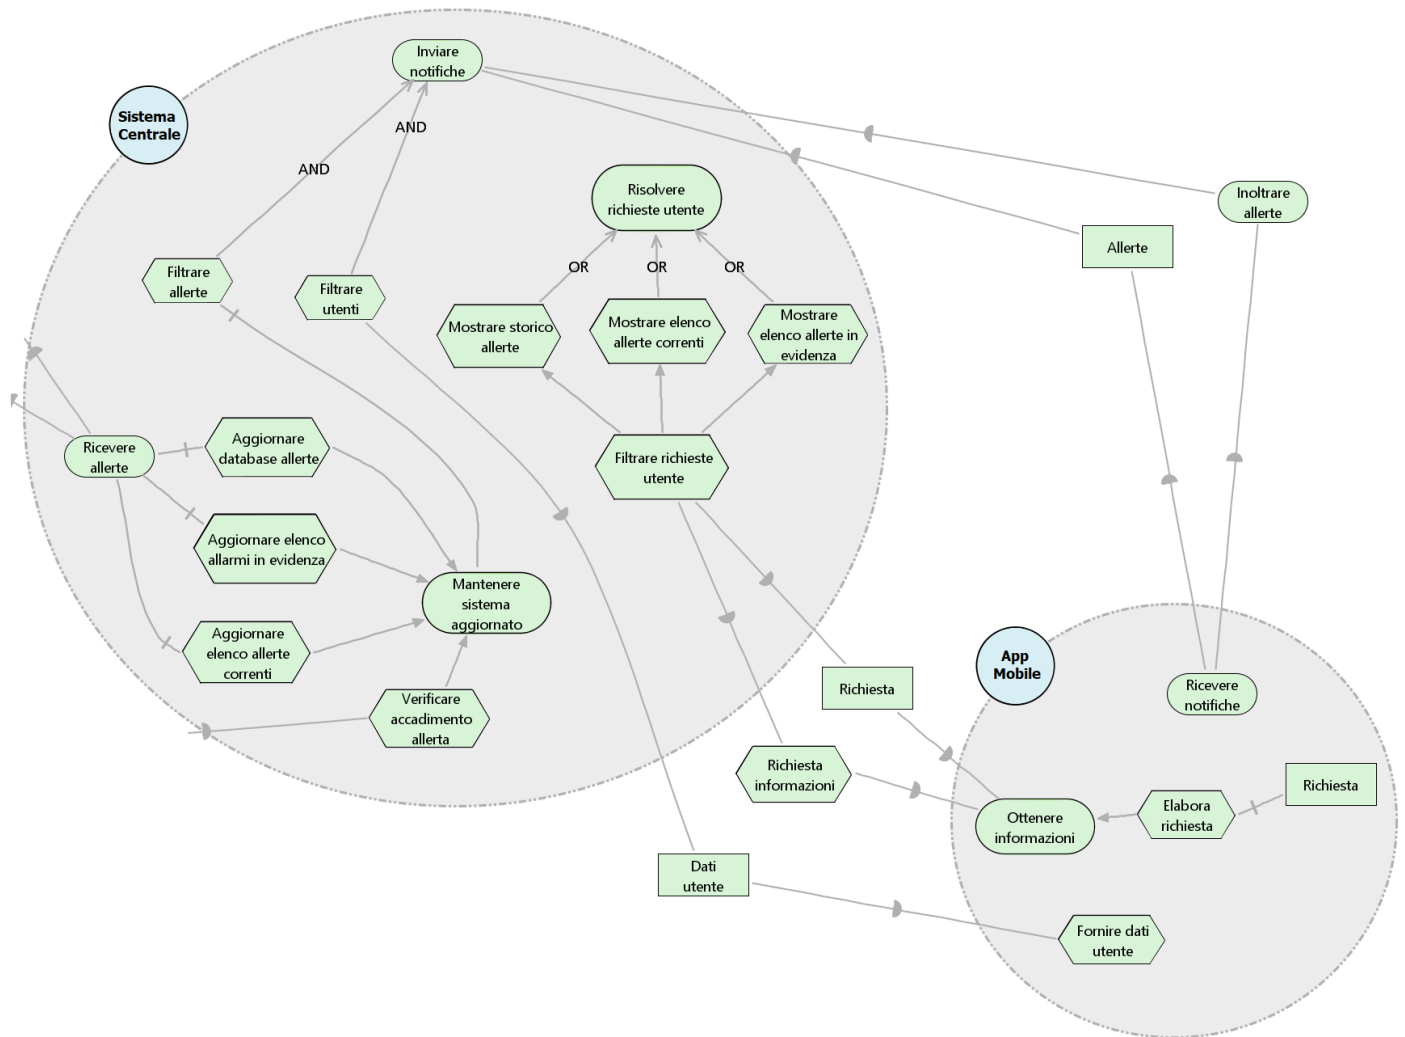 Inviare
notifiche
Sistema
Centrale
AND
AND
Risolvere
richieste utente
Inoltrare
allerte
Allerte
OR
OR
OR
Filtrare
allerte
Filtrare
utenti
Mostrare storico
allerte
Mostrare elenco
allerte correnti
Mostrare
elenco allerte in
evidenza
Ricevere
allerte
Aggiornare
database allerte
Filtrare richieste
utente
Aggiornare elenco
allarmi in evidenza
Mantenere
sistema
aggiornato
Aggiornare
elenco allerte
correnti
Verificare
accadimento
allerta
App
Mobile
Richiesta
Ricevere
notifiche
Richiesta
informazioni
Richiesta
Elabora
richiesta
Ottenere
informazioni
Dati
utente
Fornire dati
utente